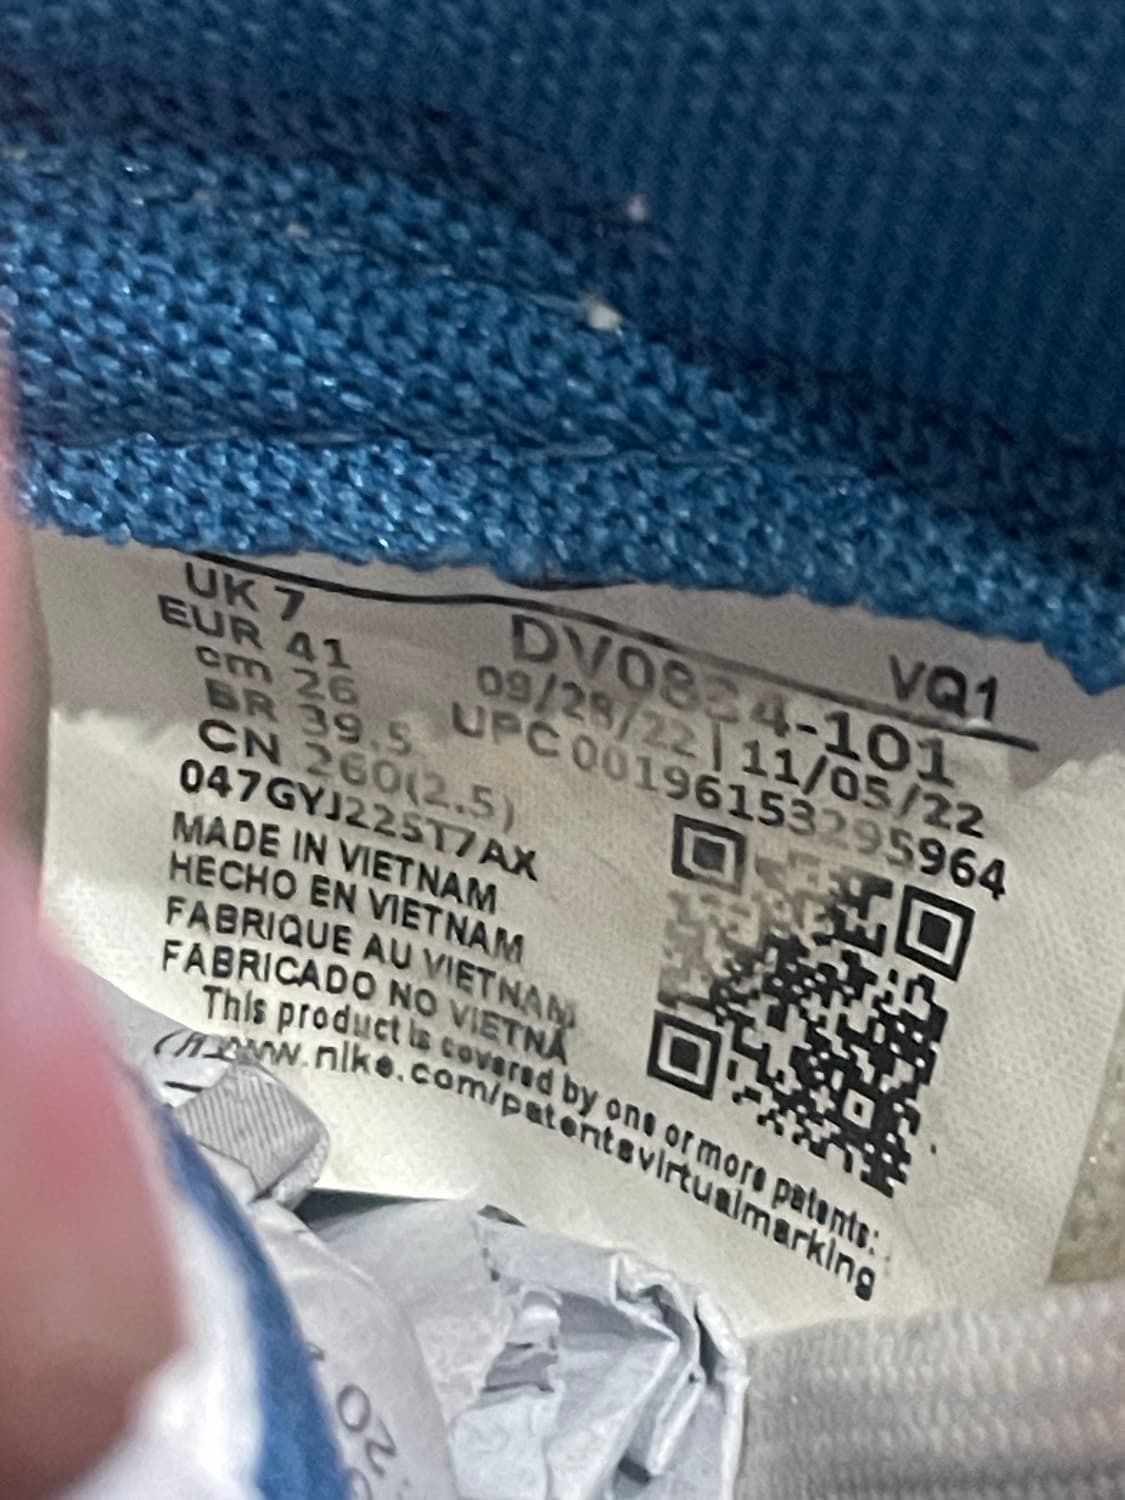 UK 7
EUR 41
cm 26
BR 39.5
CN 260(2.5)
VQ1
DV0834-101
09/28/22 | 11/05/22
UPC 00196153295964
047GYJ225T7AX
MADE IN VIETNAM
HECHO EN VIETNAM
FABRIQUE AU VIETNAM
FABRICADO NO VIETNÃ
This product is covered by one or more patents:
www.nike.com/patentsvirtualmarking
20